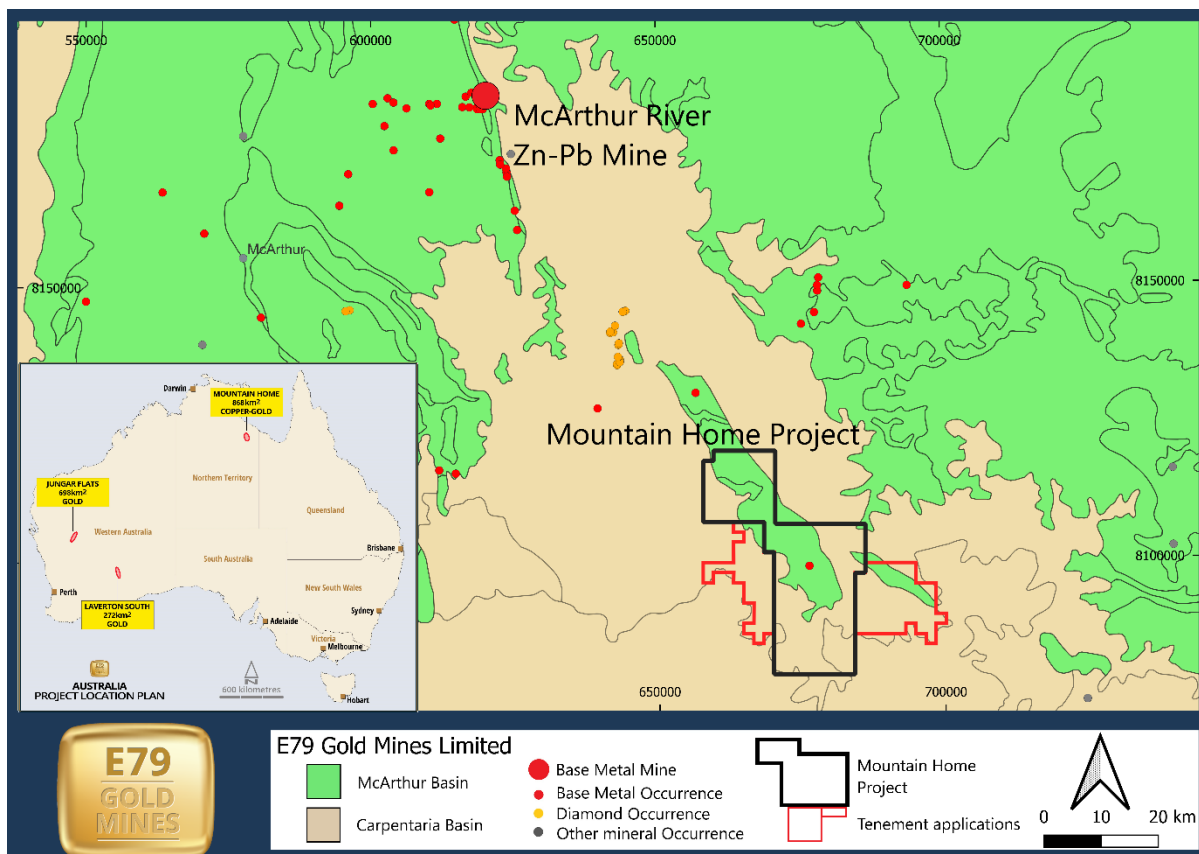 550000
600000
650000
700000
McArthur River
Zn-Pb Mine
McArthur
8150000
8150000
Mountain Home Project
8100000
650000
700000
Darwin
MOUNTAIN HOME
868km²
COPPER-GOLD
Northern Territory
JUNGAR FLATS
698km²
GOLD
Western Australia
Queensland
South Australia
Brisbane
New South Wales
Perth
LAVERTON SOUTH
272km²
GOLD
Sydney
Adelaide
Victoria
Melbourne
Hobart
AUSTRALIA
PROJECT LOCATION PLAN
N
600 kilometres
E79
GOLD
MINES
E79 Gold Mines Limited
McArthur Basin
Carpentaria Basin
Base Metal Mine
Base Metal Occurrence
Diamond Occurrence
Other mineral Occurrence
Mountain Home
Project
Tenement applications
0 10 20 km